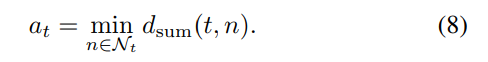 a_t = min_{n∈𝒩_t} d_sum(t, n). (8)